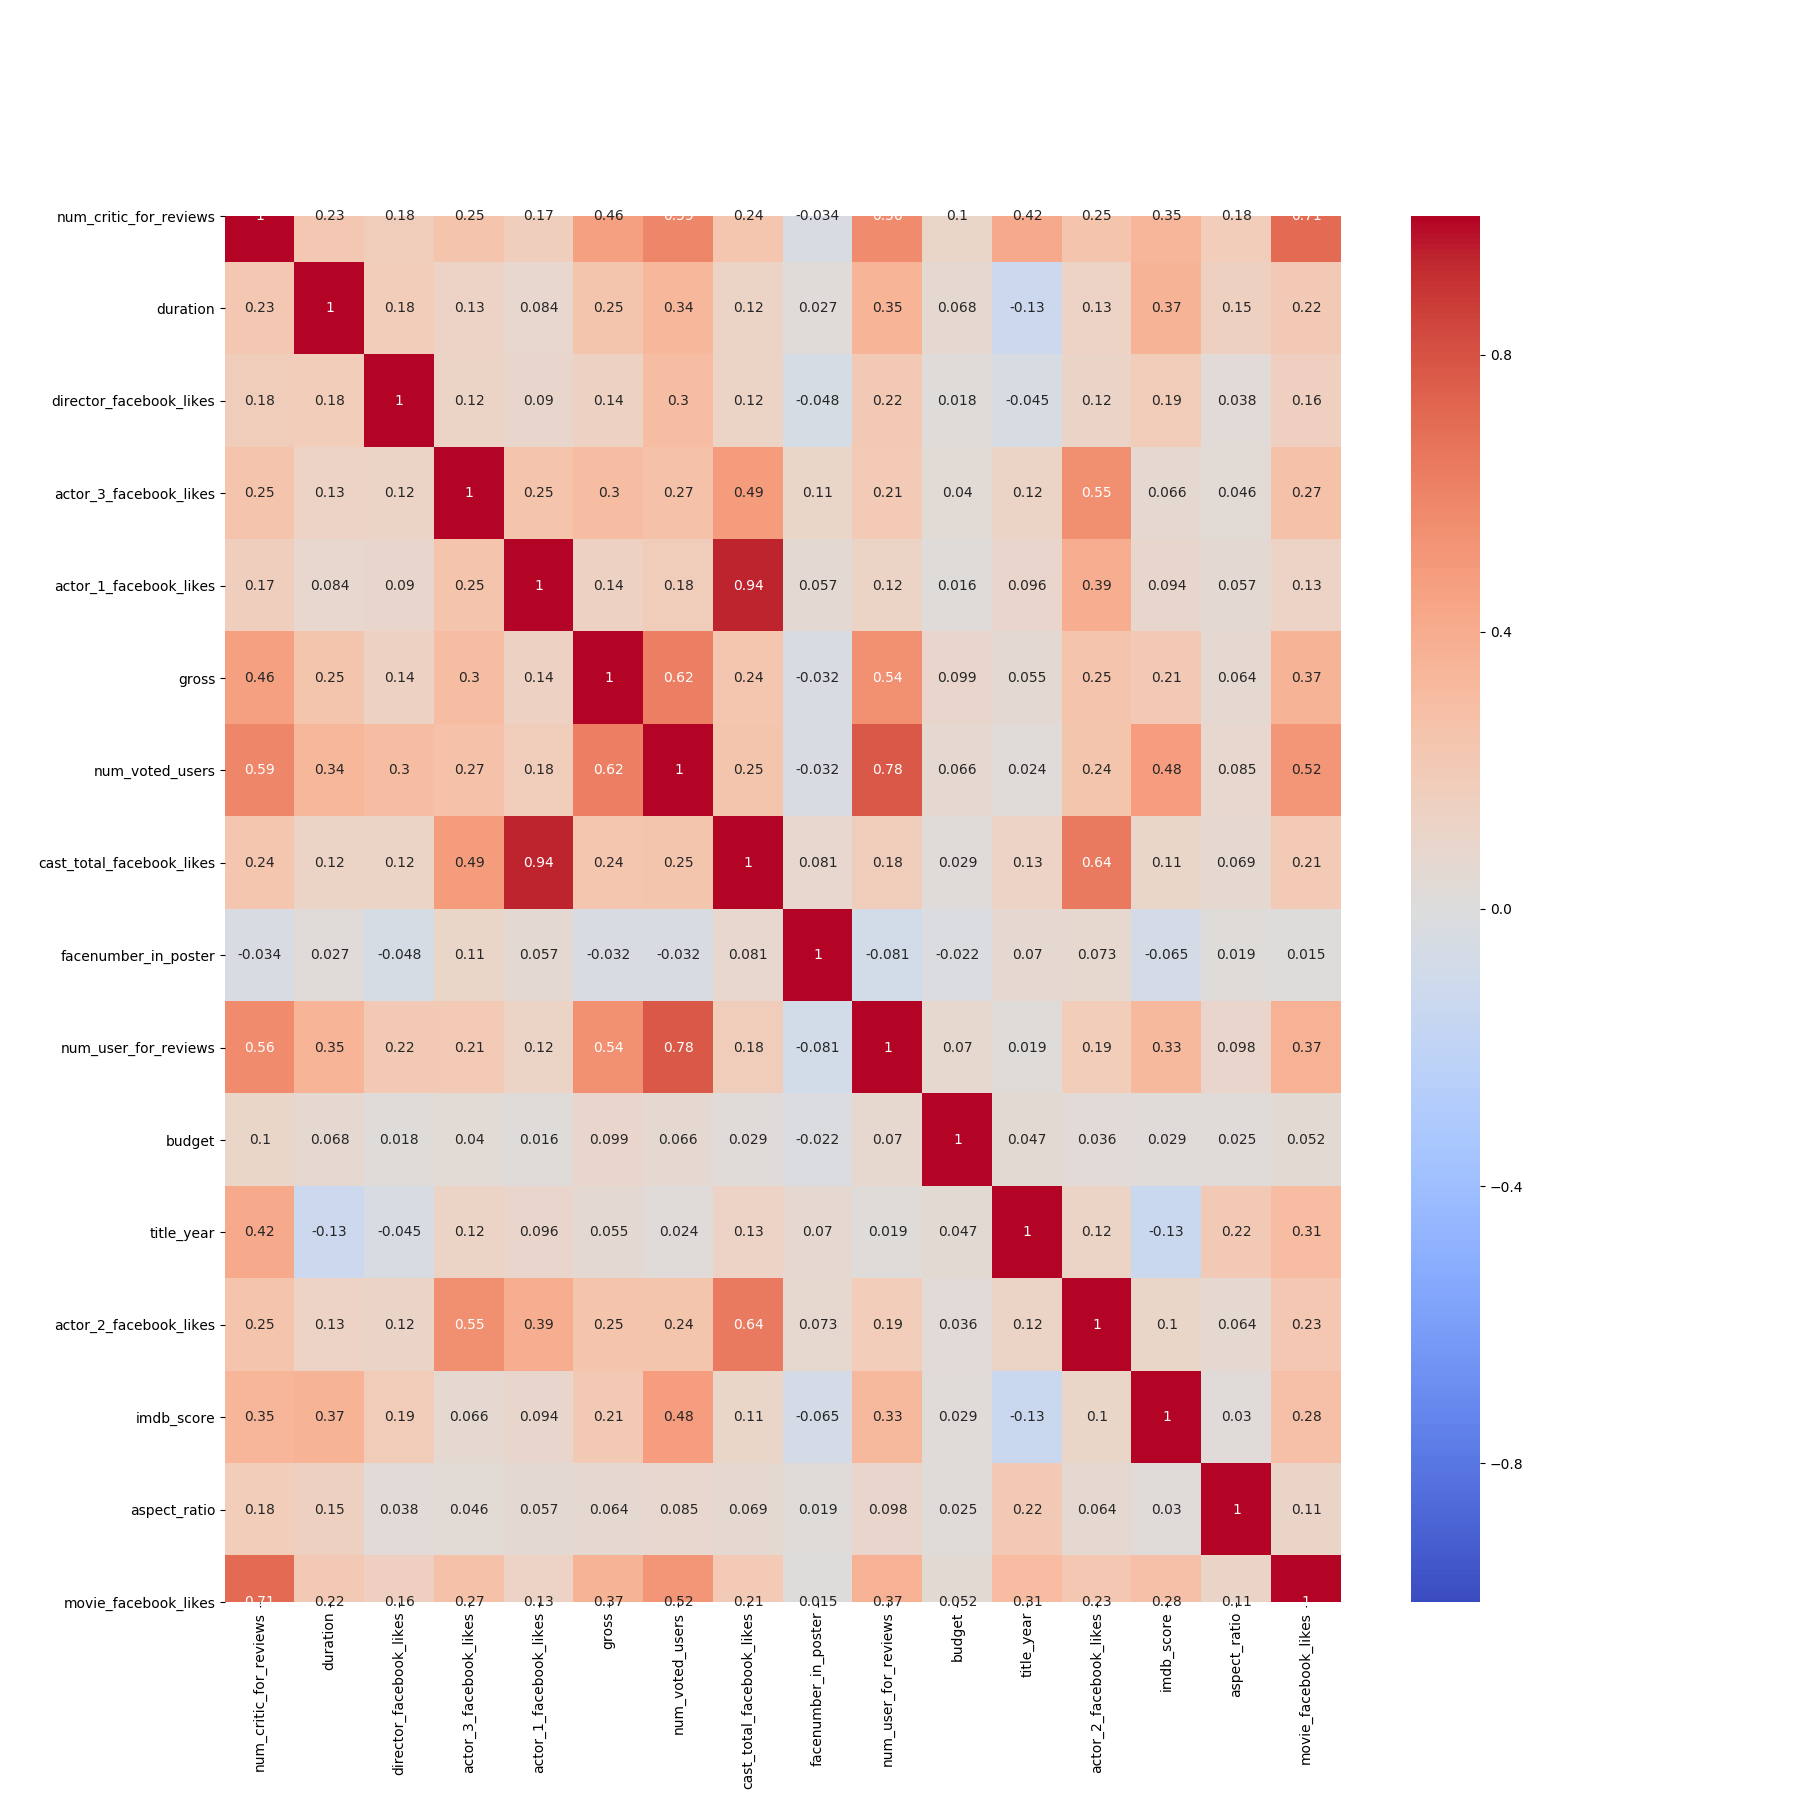 num_critic_for_reviews 1 0.23 0.18 0.25 0.17 0.46 0.59 0.24 -0.034 0.56 0.1 0.42 0.25 0.35 0.18 0.71
duration 0.23 1 0.18 0.13 0.084 0.25 0.34 0.12 0.027 0.35 0.068 -0.13 0.13 0.37 0.15 0.22
0.8
director_facebook_likes 0.18 0.18 1 0.12 0.09 0.14 0.3 0.12 -0.048 0.22 0.018 -0.045 0.12 0.19 0.038 0.16
actor_3_facebook_likes 0.25 0.13 0.12 1 0.25 0.3 0.27 0.49 0.11 0.21 0.04 0.12 0.55 0.066 0.046 0.27
actor_1_facebook_likes 0.17 0.084 0.09 0.25 1 0.14 0.18 0.94 0.057 0.12 0.016 0.096 0.39 0.094 0.057 0.13
0.4
gross 0.46 0.25 0.14 0.3 0.14 1 0.62 0.24 -0.032 0.54 0.099 0.055 0.25 0.21 0.064 0.37
num_voted_users 0.59 0.34 0.3 0.27 0.18 0.62 1 0.25 -0.032 0.78 0.066 0.024 0.24 0.48 0.085 0.52
cast_total_facebook_likes 0.24 0.12 0.12 0.49 0.94 0.24 0.25 1 0.081 0.18 0.029 0.13 0.64 0.11 0.069 0.21
0.0
facenumber_in_poster -0.034 0.027 -0.048 0.11 0.057 -0.032 -0.032 0.081 1 -0.081 -0.022 0.07 0.073 -0.065 0.019 0.015
num_user_for_reviews 0.56 0.35 0.22 0.21 0.12 0.54 0.78 0.18 -0.081 1 0.07 0.019 0.19 0.33 0.098 0.37
budget 0.1 0.068 0.018 0.04 0.016 0.099 0.066 0.029 -0.022 0.07 1 0.047 0.036 0.029 0.025 0.052
−0.4
title_year 0.42 -0.13 -0.045 0.12 0.096 0.055 0.024 0.13 0.07 0.019 0.047 1 0.12 -0.13 0.22 0.31
actor_2_facebook_likes 0.25 0.13 0.12 0.55 0.39 0.25 0.24 0.64 0.073 0.19 0.036 0.12 1 0.1 0.064 0.23
imdb_score 0.35 0.37 0.19 0.066 0.094 0.21 0.48 0.11 -0.065 0.33 0.029 -0.13 0.1 1 0.03 0.28
−0.8
aspect_ratio 0.18 0.15 0.038 0.046 0.057 0.064 0.085 0.069 0.019 0.098 0.025 0.22 0.064 0.03 1 0.11
movie_facebook_likes 0.71 0.22 0.16 0.27 0.13 0.37 0.52 0.21 0.015 0.37 0.052 0.31 0.23 0.28 0.11 1
num_critic_for_reviews
duration
director_facebook_likes
actor_3_facebook_likes
actor_1_facebook_likes
gross
num_voted_users
cast_total_facebook_likes
facenumber_in_poster
num_user_for_reviews
budget
title_year
actor_2_facebook_likes
imdb_score
aspect_ratio
movie_facebook_likes